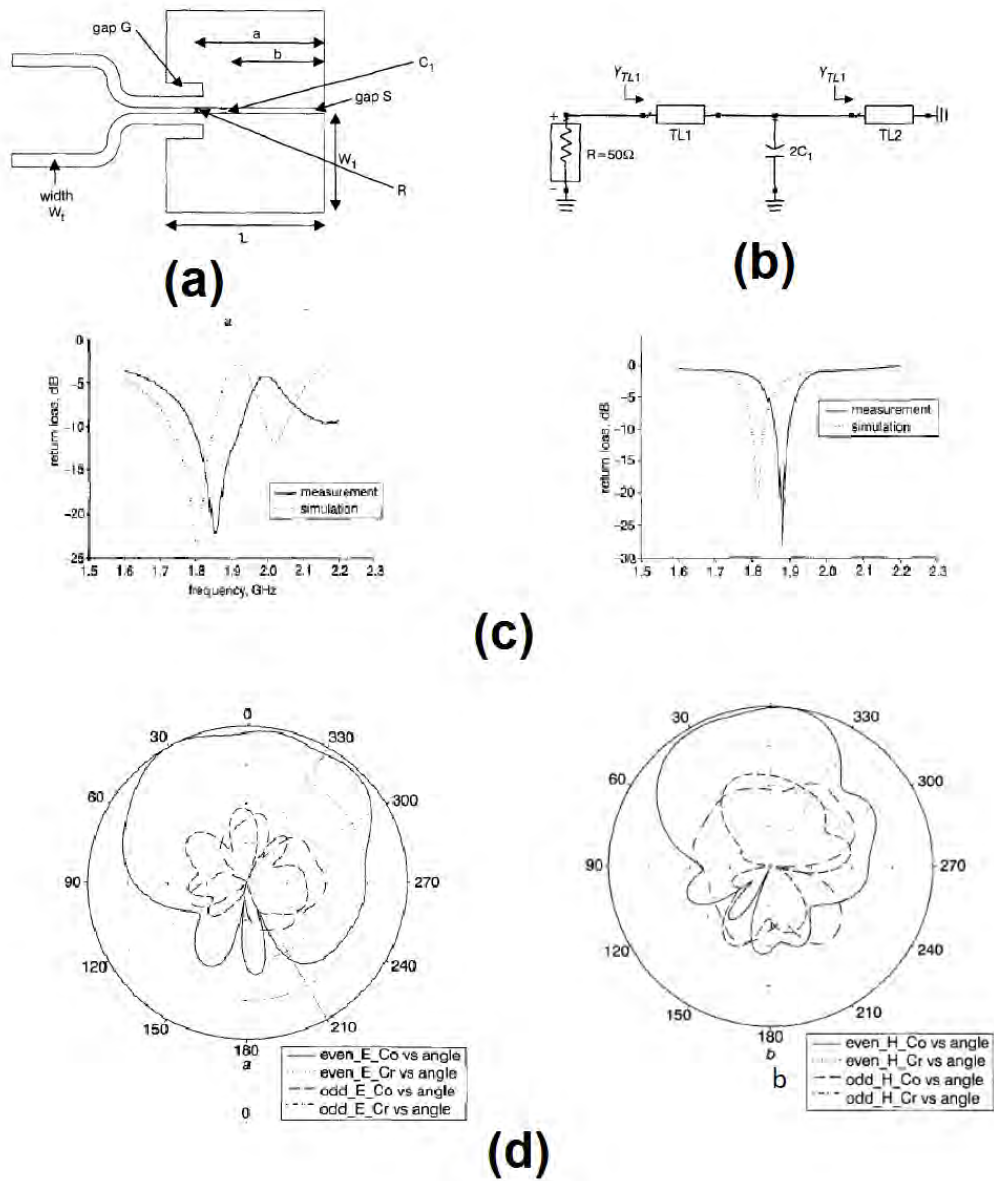 gap G
a
b
C1
gap S
W1
width
Wt
R
L
(a)
YTL1
YTL1
+
R=50Ω
−
TL1
2C1
TL2
(b)
a
return loss, dB
0
−5
−10
−15
−20
−25
1.5 1.6 1.7 1.8 1.9 2.0 2.1 2.2 2.3
frequency, GHz
measurement
simulation
return loss, dB
0
−5
−10
−15
−20
−25
−30
1.5 1.6 1.7 1.8 1.9 2.0 2.1 2.2 2.3
measurement
simulation
(c)
0
30
330
60
300
90
270
120
240
150
210
180
a
even_E_Co vs angle
even_E_Cr vs angle
odd_E_Co vs angle
odd_E_Cr vs angle
0
30
330
60
300
90
270
120
240
150
210
180
b
b
even_H_Co vs angle
even_H_Cr vs angle
odd_H_Co vs angle
odd_H_Cr vs angle
(d)